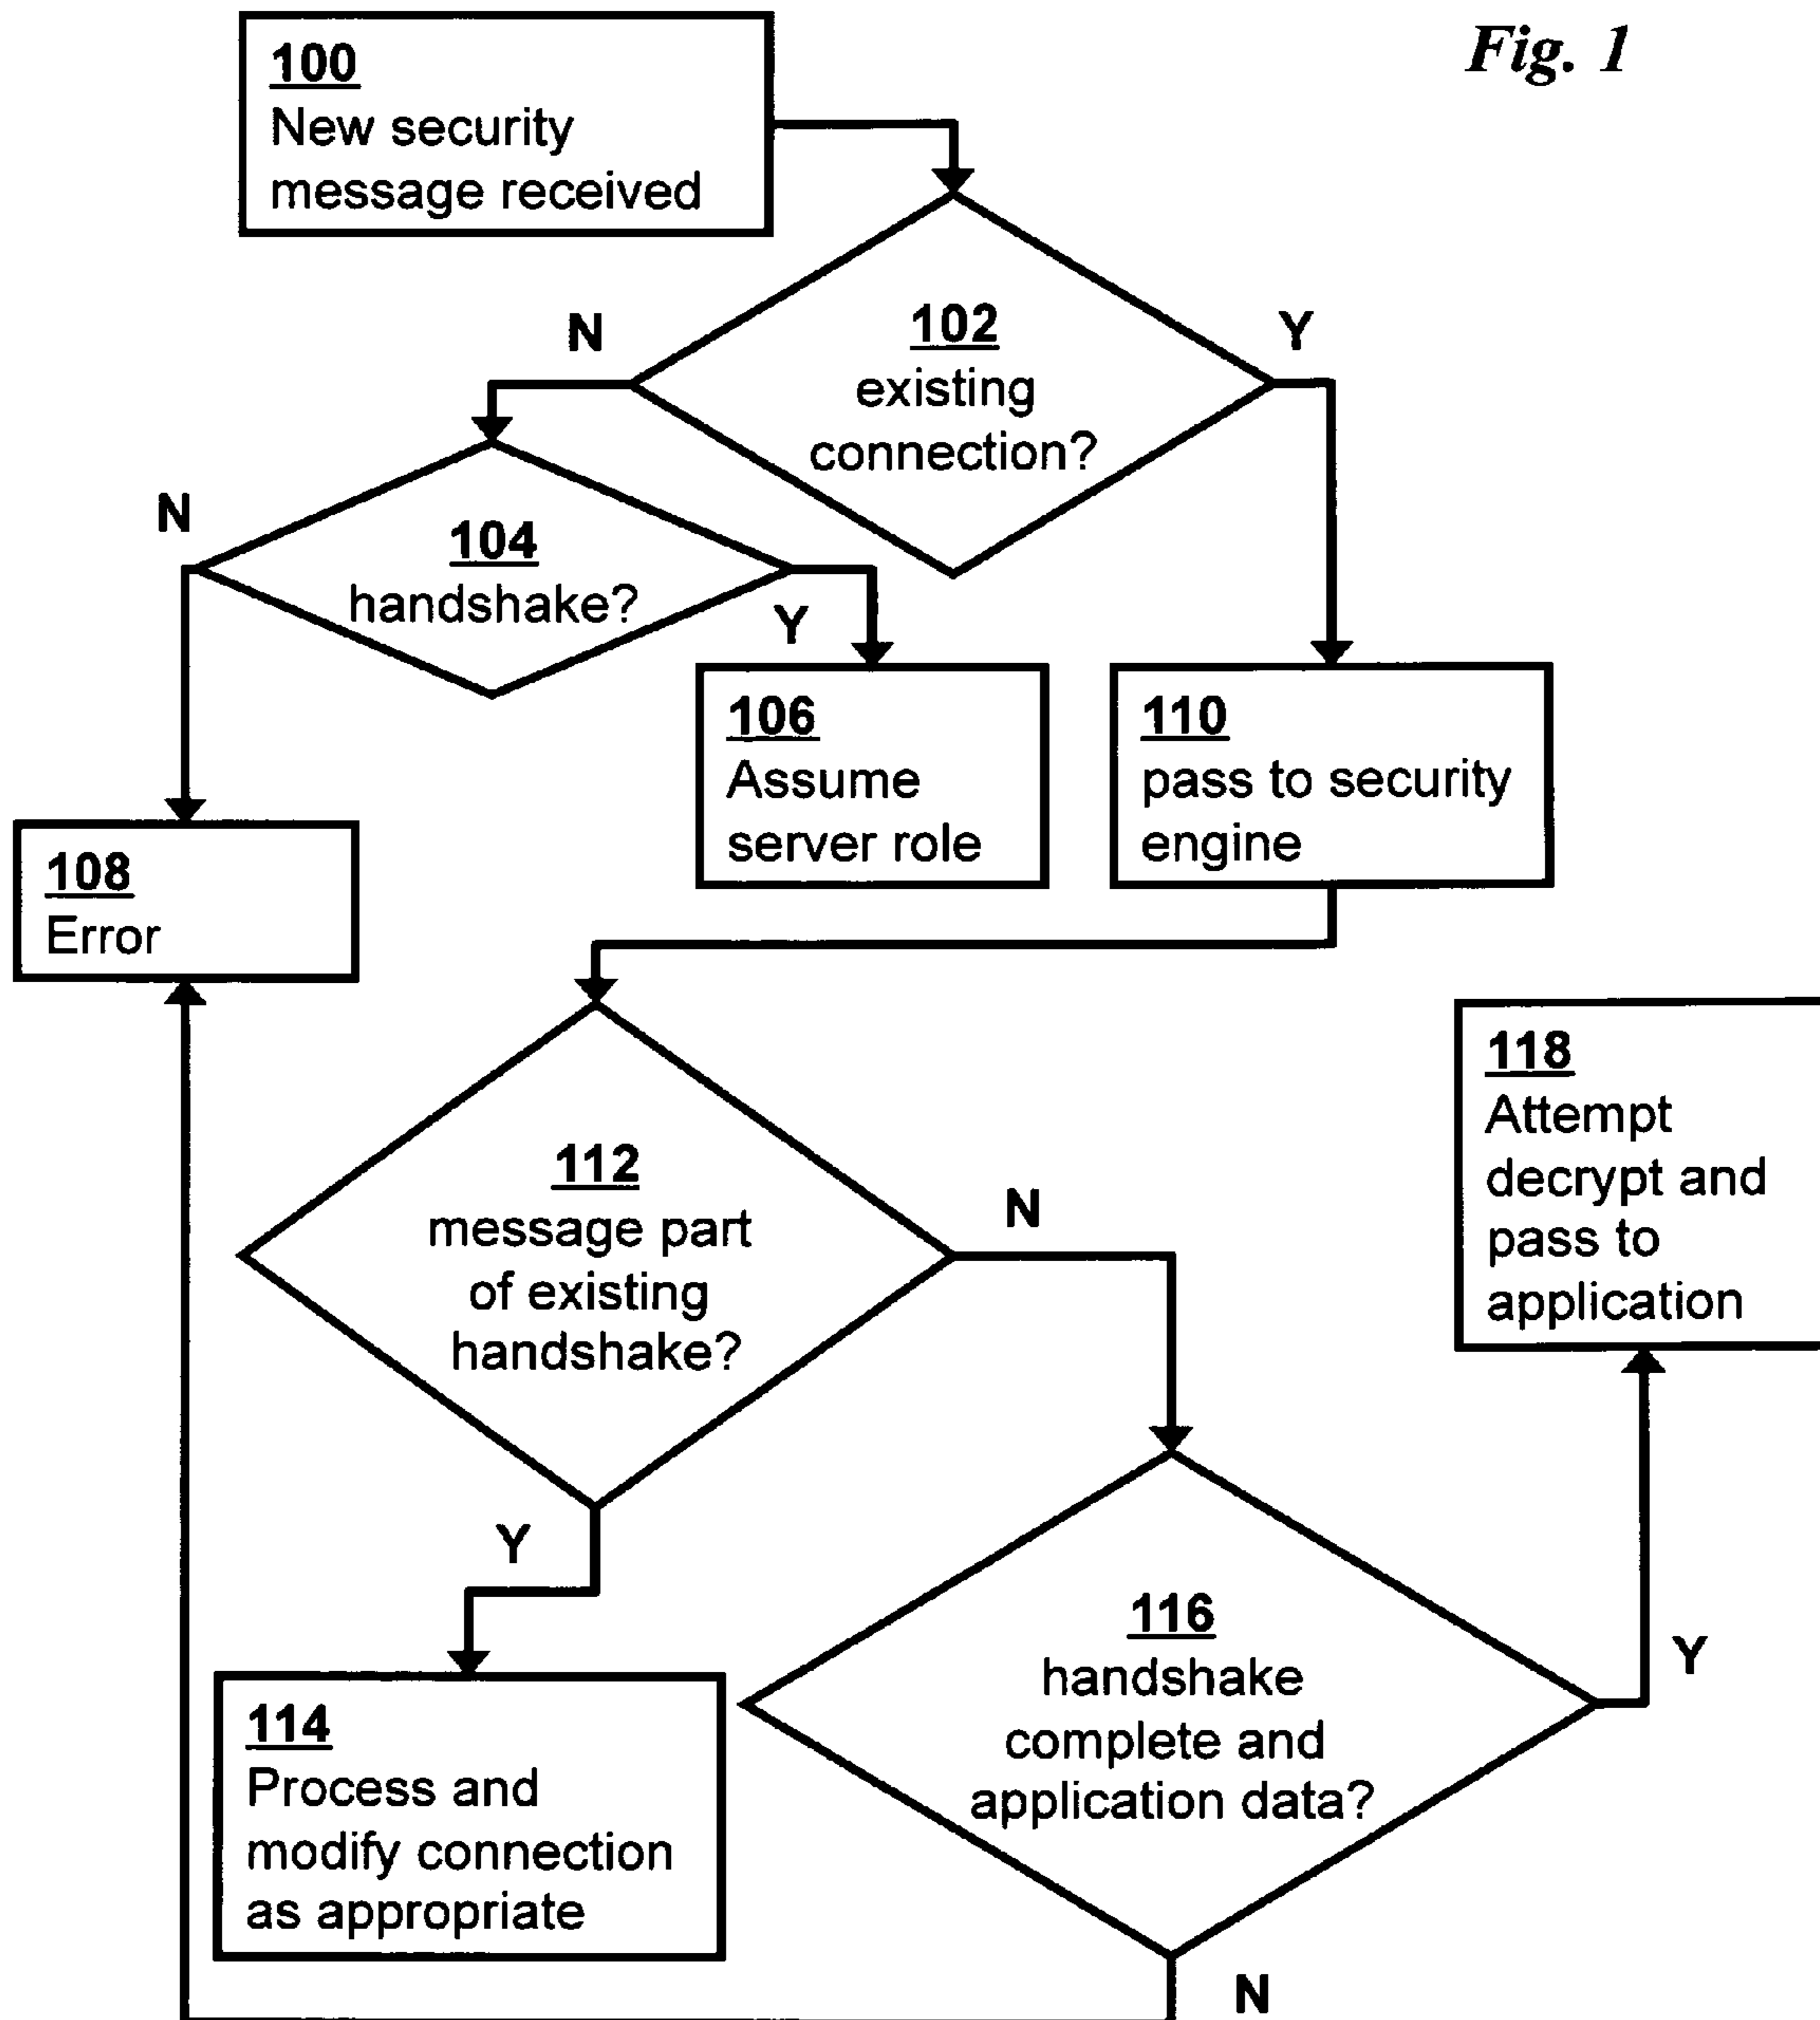 Fig. 1
100
New security
message received
N
102
existing
connection?
Y
N
104
handshake?
Y
106
Assume
server role
110
pass to security
engine
108
Error
118
Attempt
decrypt and
pass to
application
112
message part
of existing
handshake?
N
Y
116
handshake
complete and
application data?
Y
114
Process and
modify connection
as appropriate
N